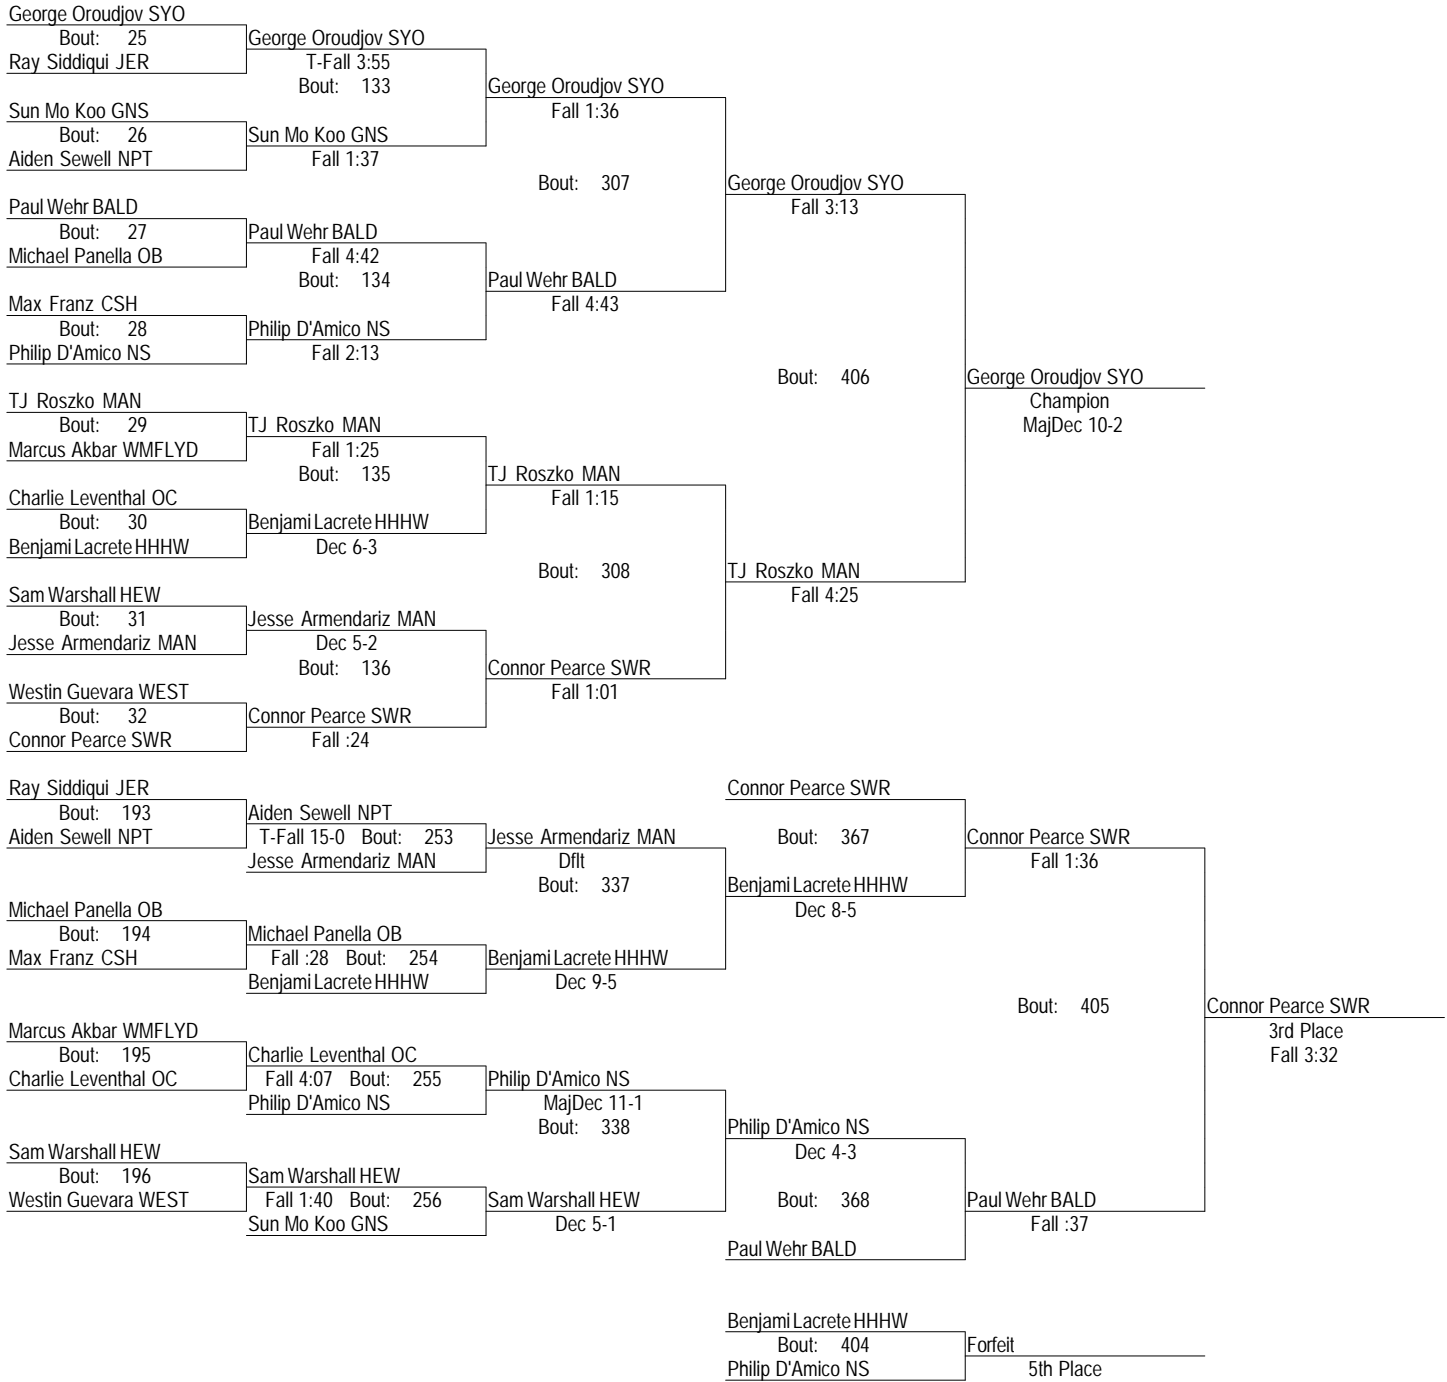 George Oroudjov SYO
Bout: 25 George Oroudjov SYO
Ray Siddiqui JER T-Fall 3:55
Bout: 133 George Oroudjov SYO
Sun Mo Koo GNS Fall 1:36
Bout: 26 Sun Mo Koo GNS
Aiden Sewell NPT Fall 1:37
Bout: 307 George Oroudjov SYO
Paul Wehr BALD Fall 3:13
Bout: 27 Paul Wehr BALD
Michael Panella OB Fall 4:42
Bout: 134 Paul Wehr BALD
Max Franz CSH Fall 4:43
Bout: 28 Philip D'Amico NS
Philip D'Amico NS Fall 2:13
Bout: 406 George Oroudjov SYO
TJ Roszko MAN Champion
Bout: 29 TJ Roszko MAN MajDec 10-2
Marcus Akbar WMFLYD Fall 1:25
Bout: 135 TJ Roszko MAN
Charlie Leventhal OC Fall 1:15
Bout: 30 Benjami Lacrete HHHW
Benjami Lacrete HHHW Dec 6-3
Bout: 308 TJ Roszko MAN
Sam Warshall HEW Fall 4:25
Bout: 31 Jesse Armendariz MAN
Jesse Armendariz MAN Dec 5-2
Bout: 136 Connor Pearce SWR
Westin Guevara WEST Fall 1:01
Bout: 32 Connor Pearce SWR
Connor Pearce SWR Fall :24
Ray Siddiqui JER Connor Pearce SWR
Bout: 193 Aiden Sewell NPT
Aiden Sewell NPT T-Fall 15-0 Bout: 253 Jesse Armendariz MAN Bout: 367 Connor Pearce SWR
Jesse Armendariz MAN Dflt Fall 1:36
Bout: 337 Benjami Lacrete HHHW
Michael Panella OB Dec 8-5
Bout: 194 Michael Panella OB
Max Franz CSH Fall :28 Bout: 254 Benjami Lacrete HHHW
Benjami Lacrete HHHW Dec 9-5
Bout: 405 Connor Pearce SWR
Marcus Akbar WMFLYD 3rd Place
Bout: 195 Charlie Leventhal OC Fall 3:32
Charlie Leventhal OC Fall 4:07 Bout: 255 Philip D'Amico NS
Philip D'Amico NS MajDec 11-1
Bout: 338 Philip D'Amico NS
Sam Warshall HEW Dec 4-3
Bout: 196 Sam Warshall HEW
Westin Guevara WEST Fall 1:40 Bout: 256 Sam Warshall HEW Bout: 368 Paul Wehr BALD
Sun Mo Koo GNS Dec 5-1 Fall :37
Paul Wehr BALD
Benjami Lacrete HHHW
Bout: 404 Forfeit
Philip D'Amico NS 5th Place